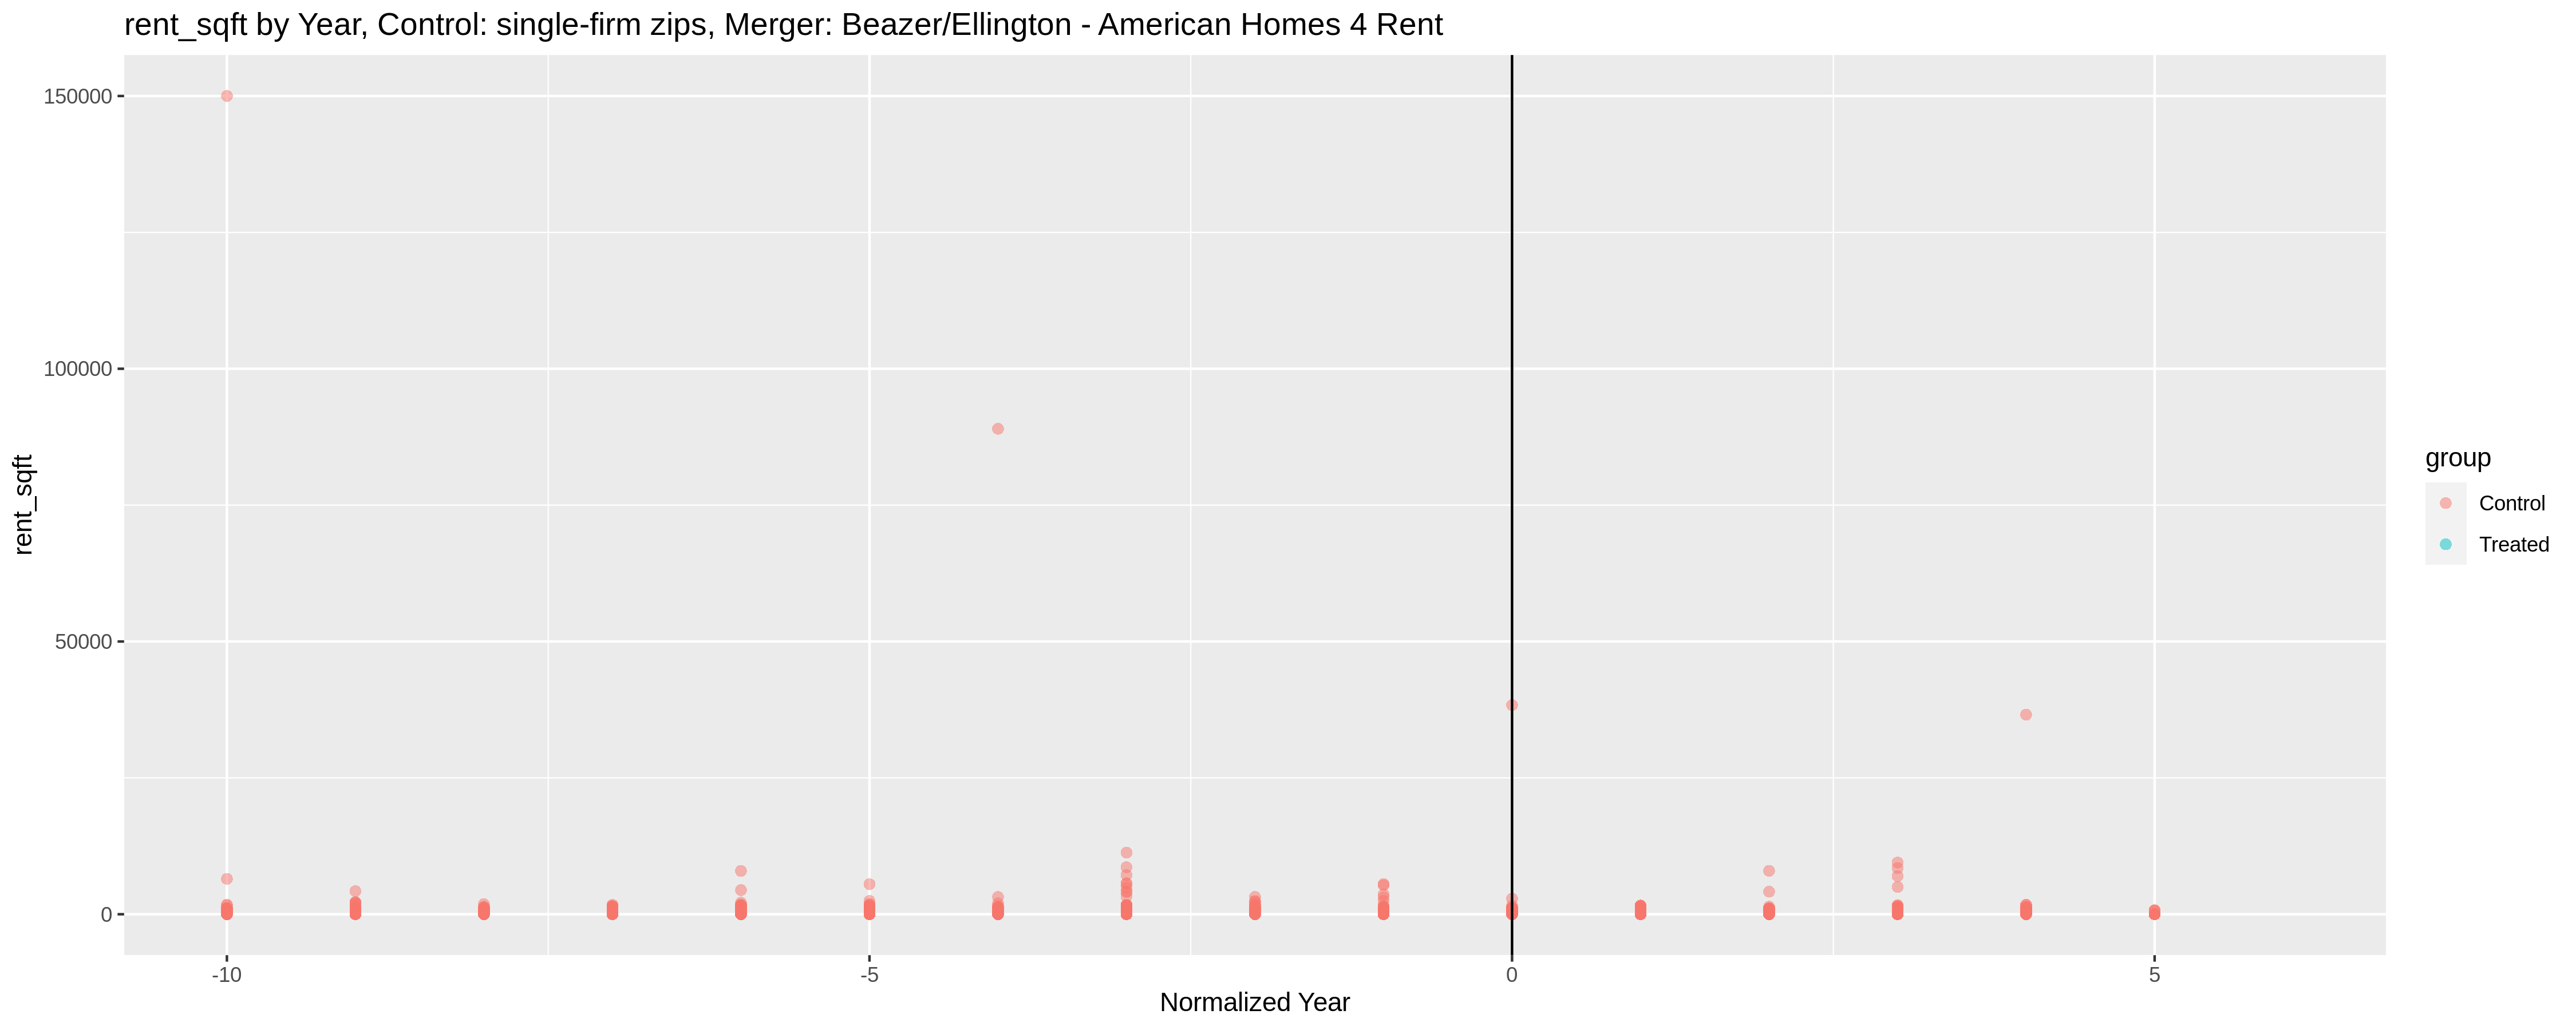 rent_sqft by Year, Control: single-firm zips, Merger: Beazer/Ellington - American Homes 4 Rent
150000
100000
50000
0
rent_sqft
-10
-5
0
5
Normalized Year
group
Control
Treated